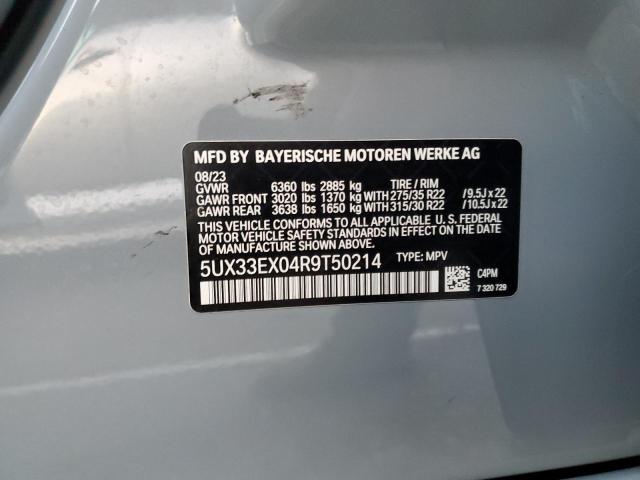 MFD BY BAYERISCHE MOTOREN WERKE AG
08/23
GVWR 6360 lbs 2885 kg TIRE / RIM
GAWR FRONT 3020 lbs 1370 kg WITH 275/35 R22 /9.5J x 22
GAWR REAR 3638 lbs 1650 kg WITH 315/30 R22 /10.5J x 22
THIS VEHICLE CONFORMS TO ALL APPLICABLE U. S. FEDERAL
MOTOR VEHICLE SAFETY STANDARDS IN EFFECT ON THE DATE OF
MANUFACTURE SHOWN ABOVE.
5UX33EX04R9T50214 TYPE: MPV
C4PM
7 320 729